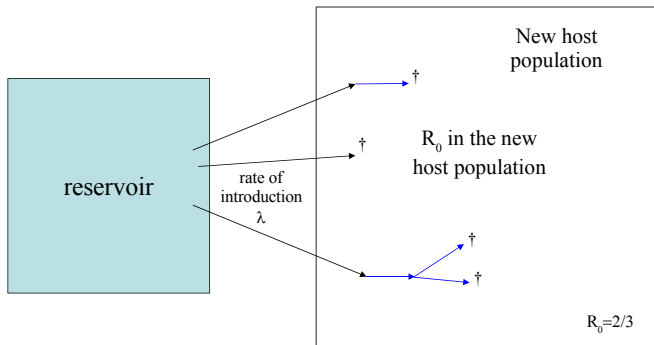 New host
population
†
†
R0 in the new
host population
reservoir
rate of
introduction
λ
†
†
R0=2/3